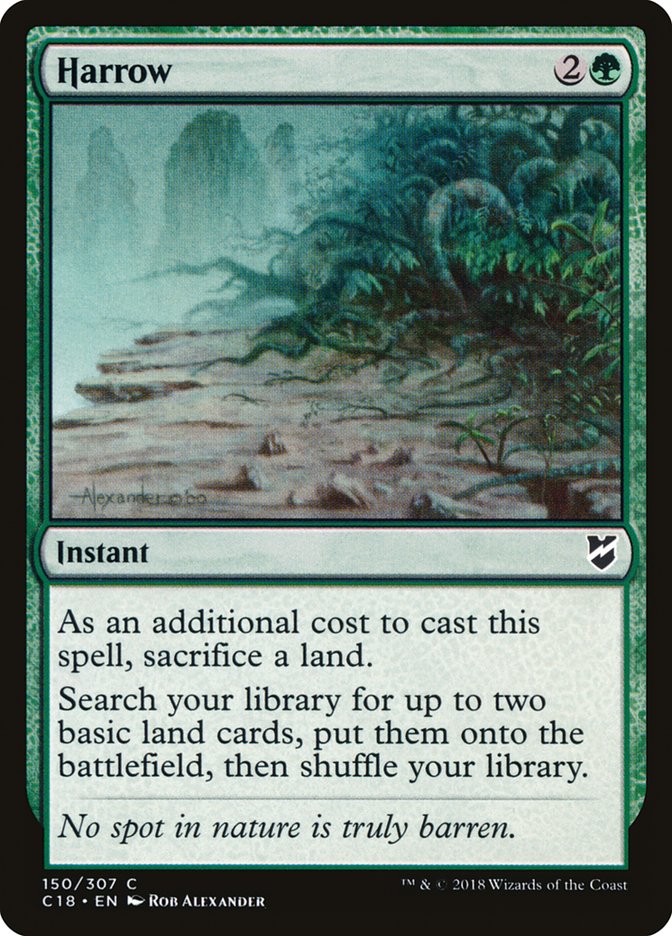 Harrow 2
Alexander © 00
Instant
As an additional cost to cast this
spell, sacrifice a land.
Search your library for up to two
basic land cards, put them onto the
battlefield, then shuffle your library.
No spot in nature is truly barren.
150/307 C
C18 • EN Rob Alexander
™ & © 2018 Wizards of the Coast